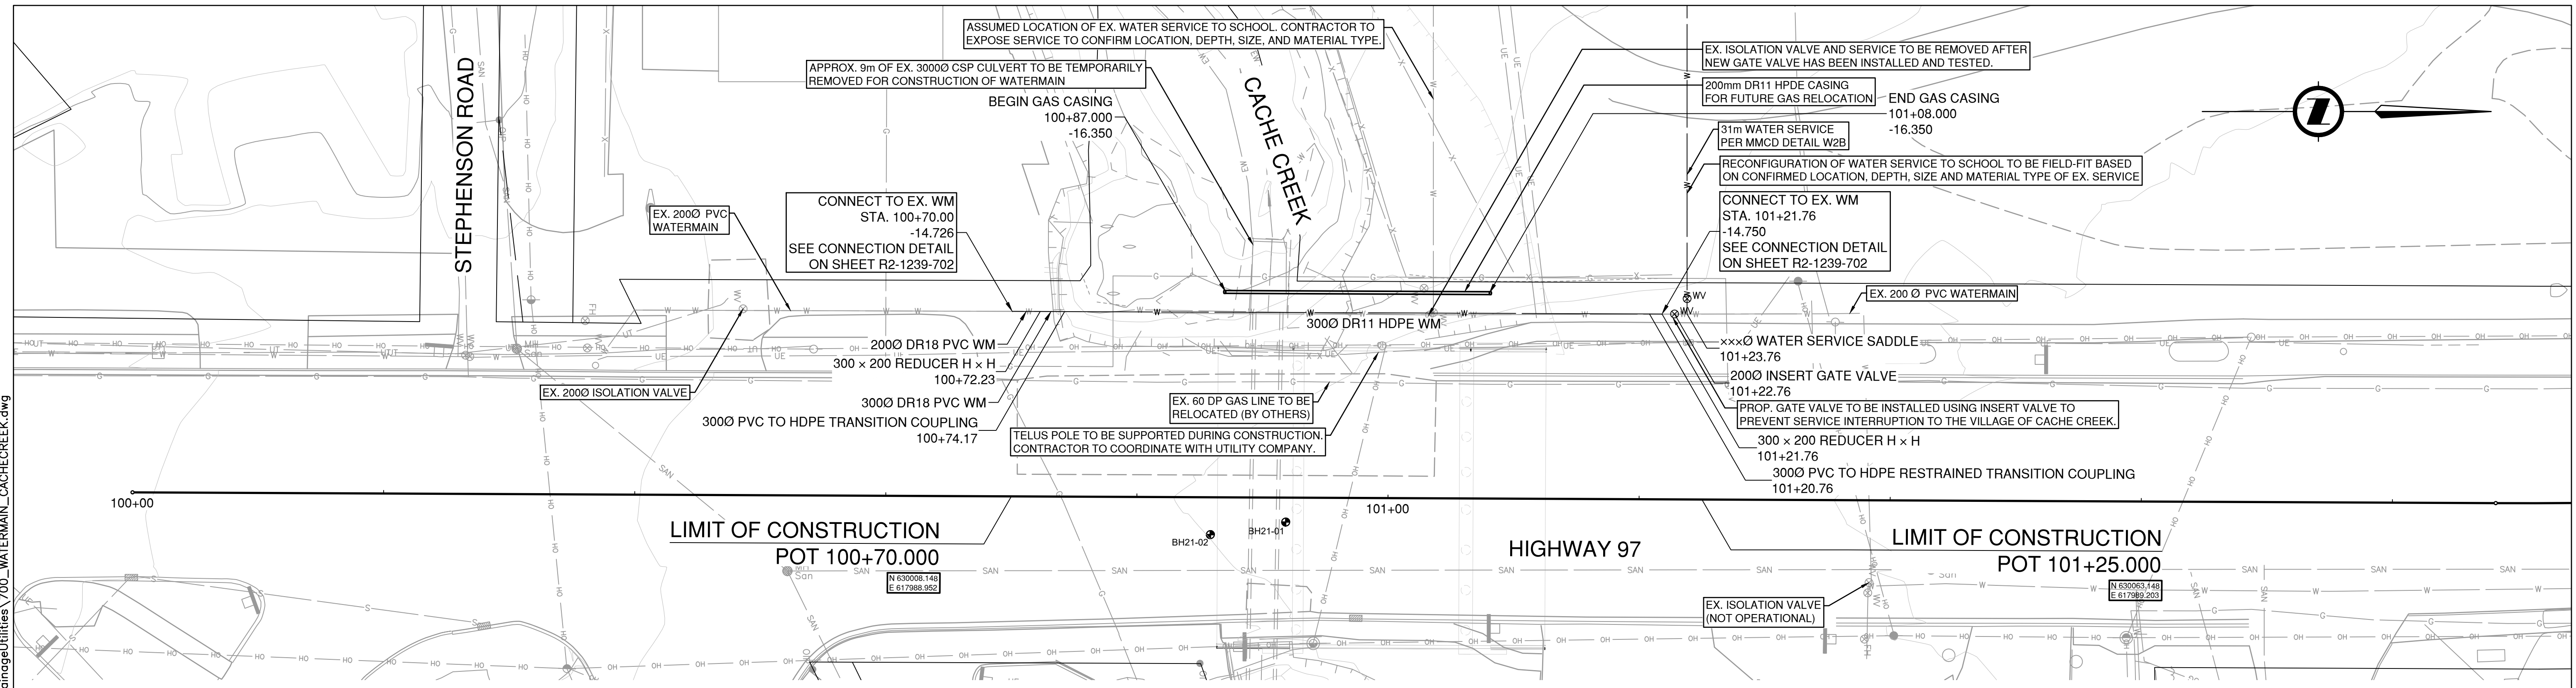 ASSUMED LOCATION OF EX. WATER SERVICE TO SCHOOL. CONTRACTOR TO
EXPOSE SERVICE TO CONFIRM LOCATION, DEPTH, SIZE, AND MATERIAL TYPE.
APPROX. 9m OF EX. 3000Ø CSP CULVERT TO BE TEMPORARILY
REMOVED FOR CONSTRUCTION OF WATERMAIN
BEGIN GAS CASING
100+87.000
-16.350
STEPHENSON ROAD
CACHE CREEK
EX. ISOLATION VALVE AND SERVICE TO BE REMOVED AFTER
NEW GATE VALVE HAS BEEN INSTALLED AND TESTED.
200mm DR11 HPDE CASING
FOR FUTURE GAS RELOCATION
END GAS CASING
101+08.000
-16.350
31m WATER SERVICE
PER MMCD DETAIL W2B
RECONFIGURATION OF WATER SERVICE TO SCHOOL TO BE FIELD-FIT BASED
ON CONFIRMED LOCATION, DEPTH, SIZE AND MATERIAL TYPE OF EX. SERVICE
EX. 200Ø PVC
WATERMAIN
CONNECT TO EX. WM
STA. 100+70.00
-14.726
SEE CONNECTION DETAIL
ON SHEET R2-1239-702
CONNECT TO EX. WM
STA. 101+21.76
-14.750
SEE CONNECTION DETAIL
ON SHEET R2-1239-702
EX. 200 Ø PVC WATERMAIN
WV
WV
300Ø DR11 HDPE WM
200Ø DR18 PVC WM
300 × 200 REDUCER H × H
100+72.23
300Ø DR18 PVC WM
300Ø PVC TO HDPE TRANSITION COUPLING
100+74.17
EX. 200Ø ISOLATION VALVE
EX. 60 DP GAS LINE TO BE
RELOCATED (BY OTHERS)
TELUS POLE TO BE SUPPORTED DURING CONSTRUCTION.
CONTRACTOR TO COORDINATE WITH UTILITY COMPANY.
×××Ø WATER SERVICE SADDLE
101+23.76
200Ø INSERT GATE VALVE
101+22.76
PROP. GATE VALVE TO BE INSTALLED USING INSERT VALVE TO
PREVENT SERVICE INTERRUPTION TO THE VILLAGE OF CACHE CREEK.
300 × 200 REDUCER H × H
101+21.76
300Ø PVC TO HDPE RESTRAINED TRANSITION COUPLING
101+20.76
100+00
101+00
LIMIT OF CONSTRUCTION
POT 100+70.000
N 630008.148
E 617988.952
BH21-02
BH21-01
HIGHWAY 97
LIMIT OF CONSTRUCTION
POT 101+25.000
N 630063.148
E 617989.203
EX. ISOLATION VALVE
(NOT OPERATIONAL)
MH
San
San
ainageUtilities\700_WATERMAIN_CACHECREEK.dwg